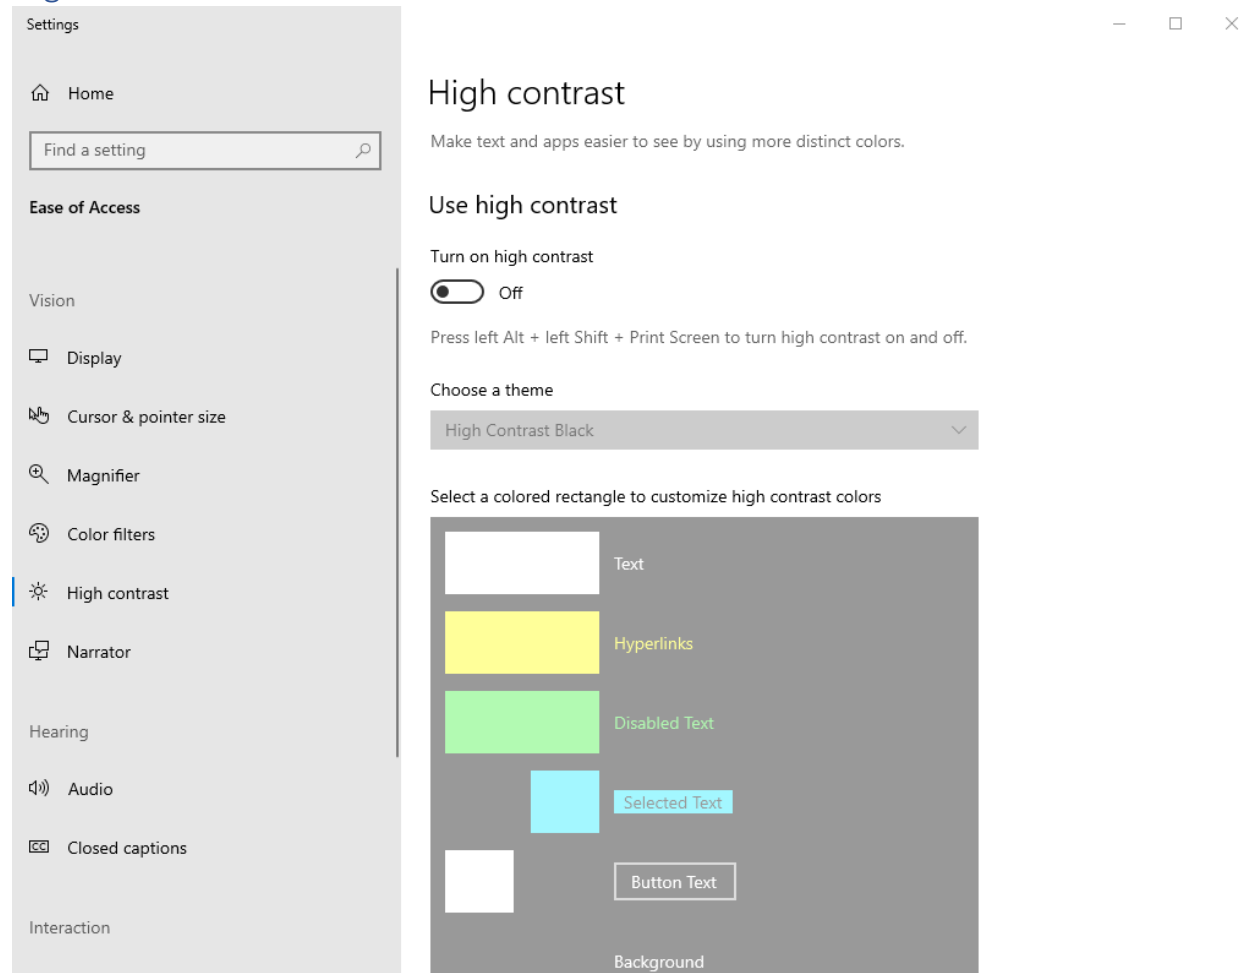 Settings
Home
Find a setting
Ease of Access
Vision
Display
Cursor & pointer size
Magnifier
Color filters
High contrast
Narrator
Hearing
Audio
Closed captions
Interaction
High contrast
Make text and apps easier to see by using more distinct colors.
Use high contrast
Turn on high contrast
Off
Press left Alt + left Shift + Print Screen to turn high contrast on and off.
Choose a theme
High Contrast Black
Select a colored rectangle to customize high contrast colors
Text
Hyperlinks
Disabled Text
Selected Text
Button Text
Background